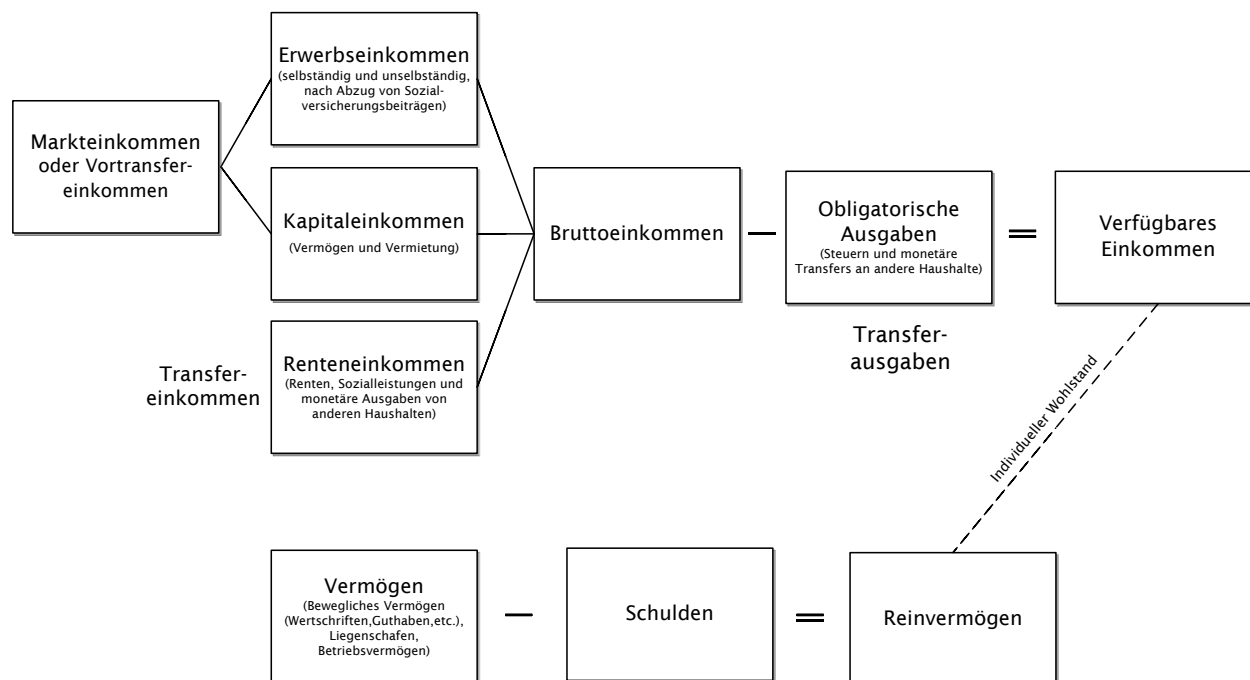 Markteinkommen
oder Vortransfer-
einkommen
Erwerbseinkommen
(selbständig und unselbständig,
nach Abzug von Sozial-
versicherungsbeiträgen)
Kapitaleinkommen
(Vermögen und Vermietung)
Transfer-
einkommen
Renteneinkommen
(Renten, Sozialleistungen und
monetäre Ausgaben von
anderen Haushalten)
Bruttoeinkommen
—
Obligatorische
Ausgaben
(Steuern und monetäre
Transfers an andere Haushalte)
Transfer-
ausgaben
=
Verfügbares
Einkommen
Individueller Wohlstand
Vermögen
(Bewegliches Vermögen
(Wertschriften,Guthaben,etc.),
Liegenschafen,
Betriebsvermögen)
—
Schulden
=
Reinvermögen